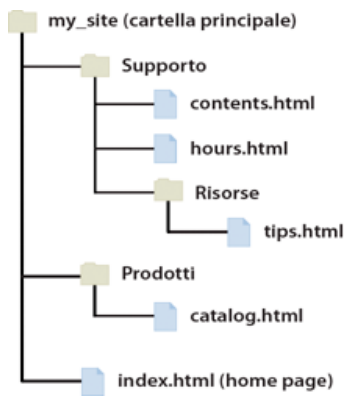 my_site (cartella principale)
Supporto
contents.html
hours.html
Risorse
tips.html
Prodotti
catalog.html
index.html (home page)